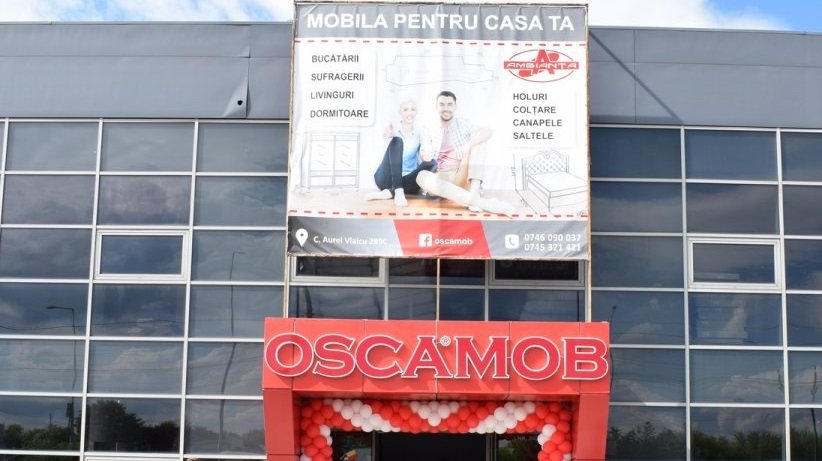 MOBILA PENTRU CASA TA
BUCĂTĂRII
SUFRAGERII
LIVINGURI
DORMITOARE
AMBIANTA
HOLURI
COLȚARE
CANAPELE
SALTELE
C. Aurel Vlaicu 289C
oscamob
0746 090 037
0745 321 421
OSCAMOB®